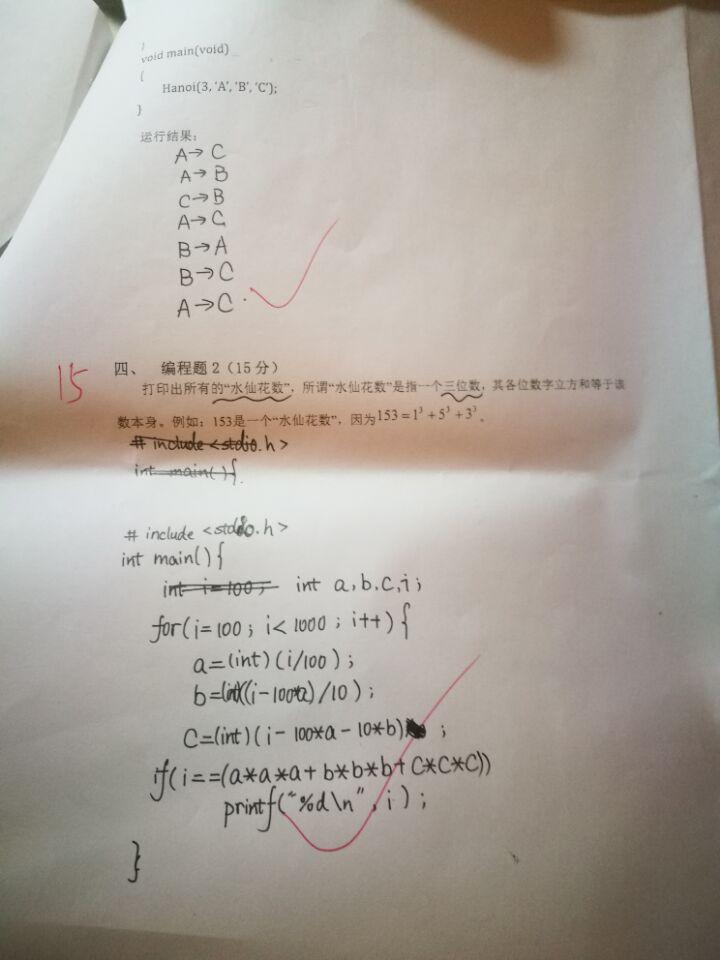 }
void main(void)
{
Hanoi(3, 'A', 'B', 'C');
}
运行结果：
A→C
A→B
C→B
A→C
B→A
B→C
A→C
15
四、 编程题2（15分）
打印出所有的“水仙花数”，所谓“水仙花数”是指一个三位数，其各位数字立方和等于该
数本身。例如：153是一个“水仙花数”，因为153=1³+5³+3³。
# include <stdio.h>
int main(){
# include <stdio.h>
int main(){
int i=100; int a,b,c,i;
for(i=100; i<1000; i++){
a=(int)(i/100);
b=(int)((i-100*a)/10);
c=(int)(i-100*a-10*b);
if(i==(a*a*a+b*b*b+c*c*c))
printf("%d\n",i);
}